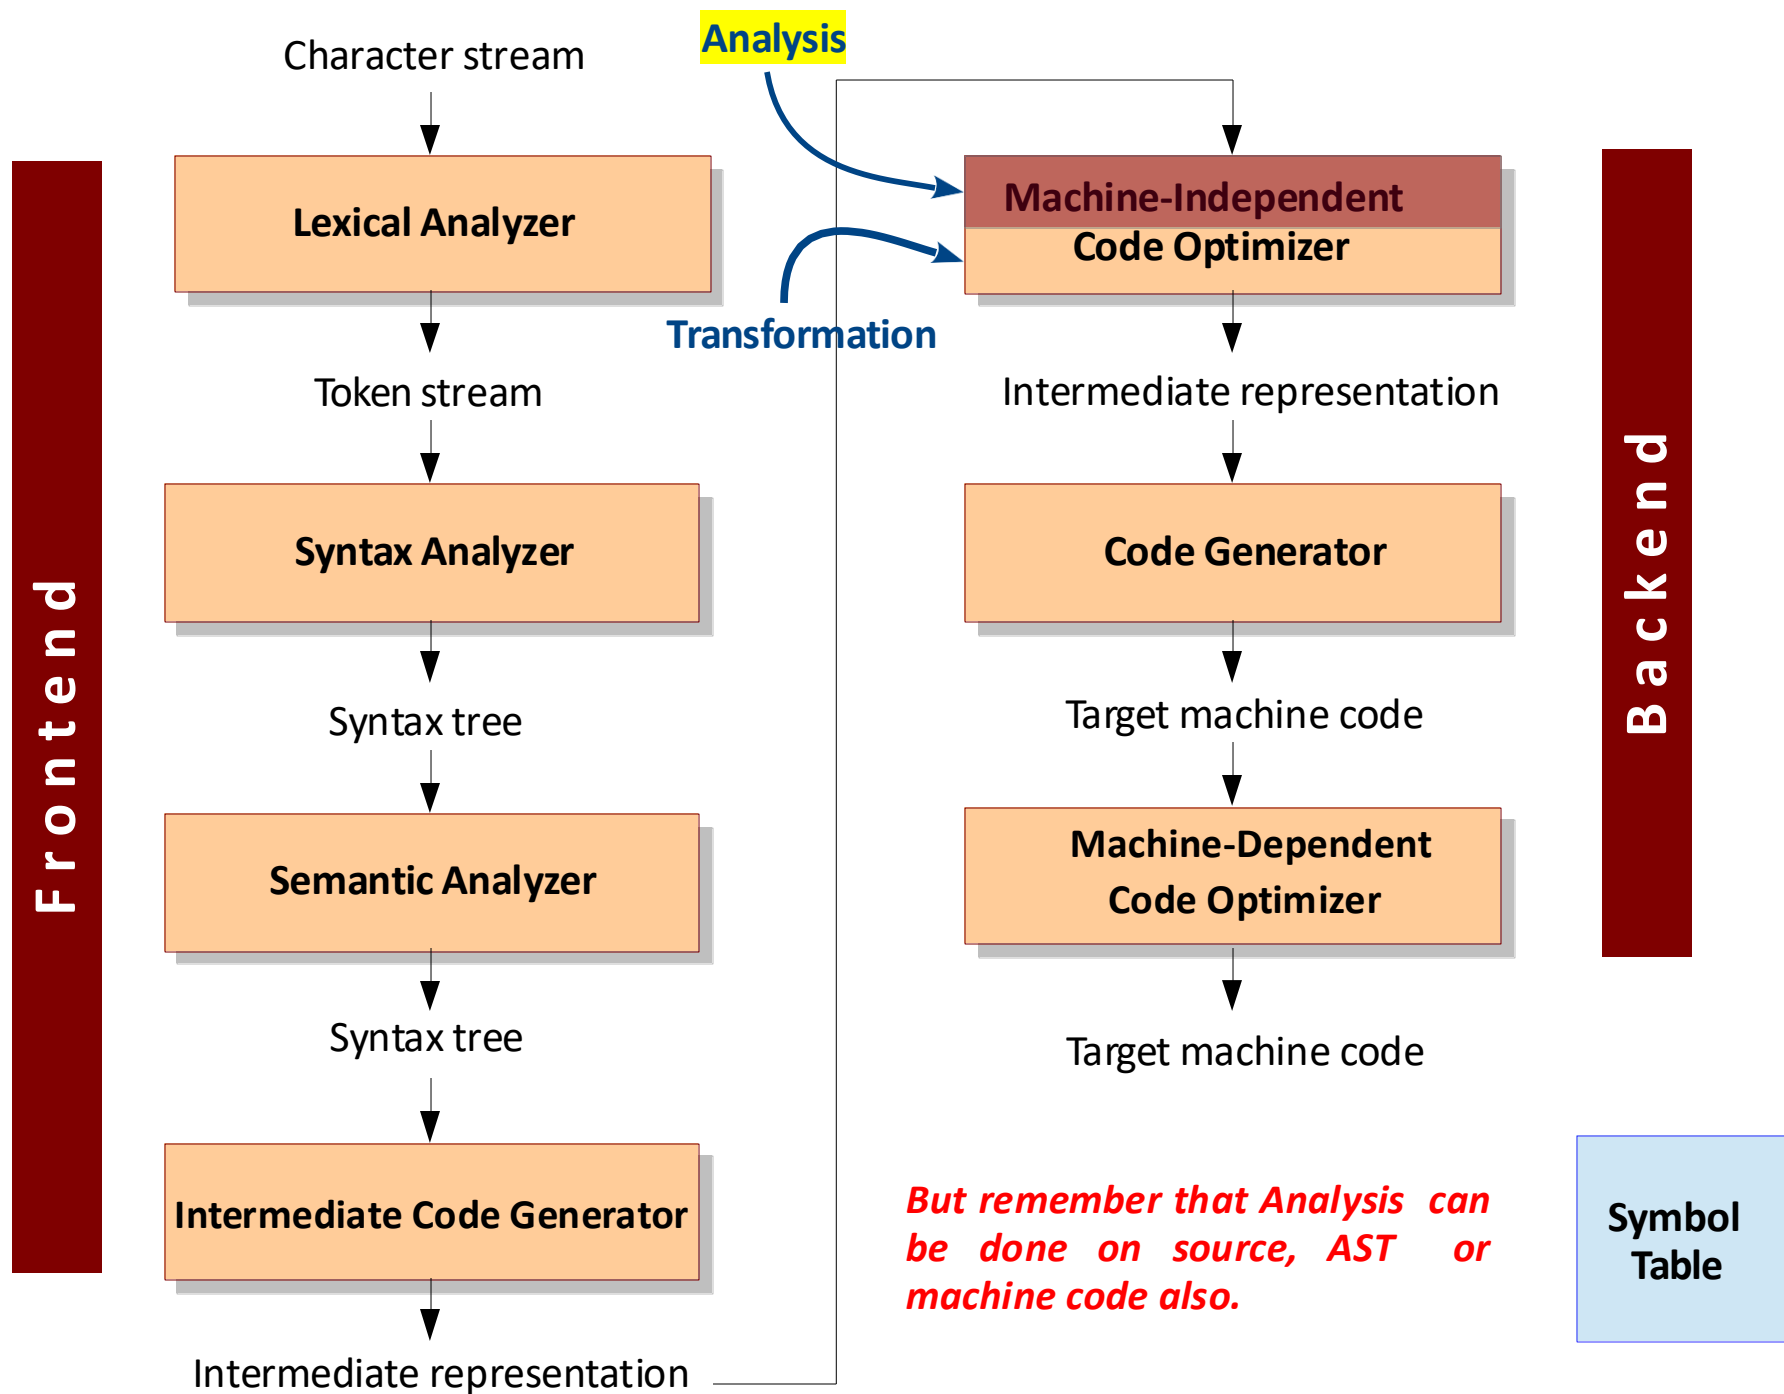 Frontend
Character stream
Lexical Analyzer
Token stream
Syntax Analyzer
Syntax tree
Semantic Analyzer
Syntax tree
Intermediate Code Generator
Intermediate representation
Analysis
Transformation
Machine-Independent
Code Optimizer
Intermediate representation
Code Generator
Target machine code
Machine-Dependent
Code Optimizer
Target machine code
Backend
But remember that Analysis can
be done on source, AST or
machine code also.
Symbol
Table